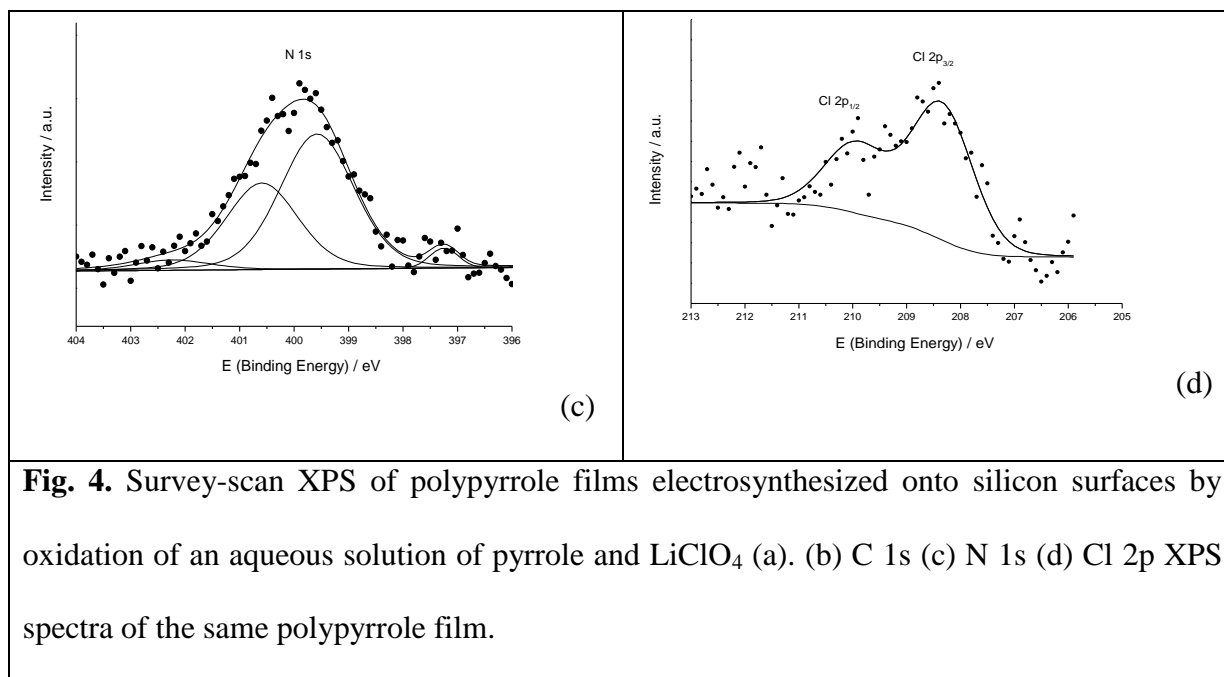 N 1s
Intensity / a.u.
404 403 402 401 400 399 398 397 396
E (Binding Energy) / eV
(c)
Cl 2p3/2
Cl 2p1/2
Intensity / a.u.
213 212 211 210 209 208 207 206 205
E (Binding Energy) / eV
(d)
Fig. 4. Survey-scan XPS of polypyrrole films electrosynthesized onto silicon surfaces by
oxidation of an aqueous solution of pyrrole and LiClO4 (a). (b) C 1s (c) N 1s (d) Cl 2p XPS
spectra of the same polypyrrole film.